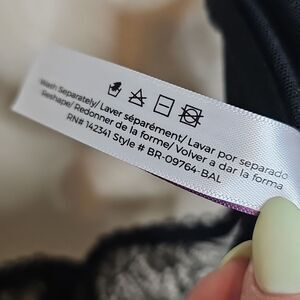 Wash Separately/ Laver séparément/ Lavar por separado
Reshape/ Redonner de la forme/ Volver a dar la forma
RN# 142341 Style # BR-09764-BAL